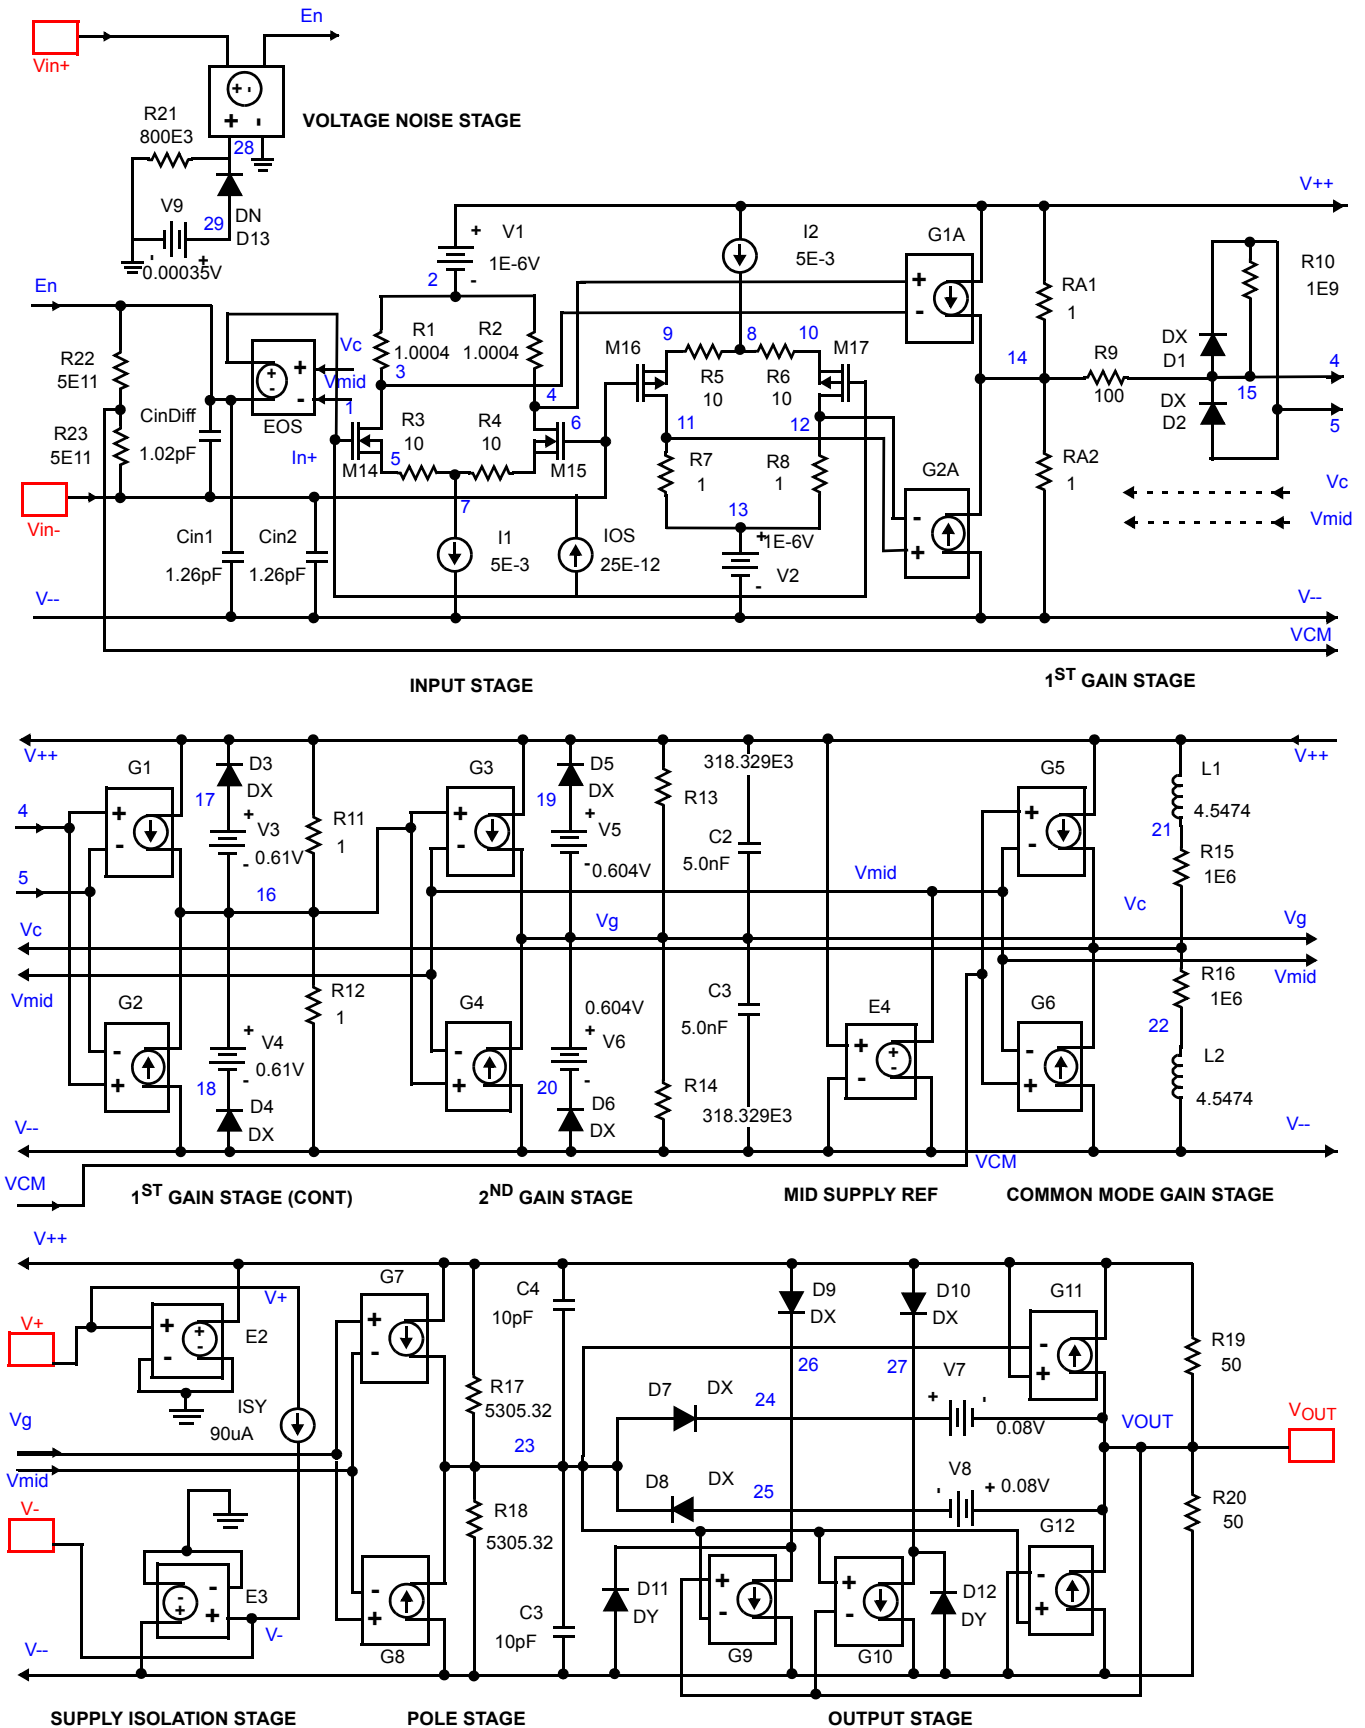 En
Vin+
R21
800E3
VOLTAGE NOISE STAGE
+ -
+ -
28
V9
29
DN
D13
- +
0.00035V
V++
V1
+
1E-6V
-
2
I2
5E-3
G1A
+
-
RA1
1
R10
1E9
En
R1
1.0004
R2
1.0004
9
8
10
M16
M17
DX
D1
R22
5E11
Vc
Vmid
1
+
-
+
-
3
4
R5
10
R6
10
14
R9
100
4
15
5
EOS
CinDiff
1.02pF
R3
10
R4
10
6
11
12
DX
D2
R23
5E11
In+
M14
5
M15
R7
1
R8
1
G2A
-
+
RA2
1
Vc
Vmid
Vin-
7
13
Cin1
1.26pF
Cin2
1.26pF
I1
5E-3
IOS
25E-12
+
1E-6V
V2
-
V--
V--
VCM
INPUT STAGE
1ST GAIN STAGE
V++
V++
G1
D3
DX
G3
D5
DX
318.329E3
G5
L1
4.5474
4
+
-
17
+
V3
0.61V
-
R11
1
+
-
19
+
V5
0.604V
-
R13
C2
5.0nF
+
-
21
R15
1E6
5
16
Vmid
Vc
Vc
Vg
Vg
Vmid
Vmid
G2
R12
1
G4
0.604V
C3
5.0nF
E4
G6
R16
1E6
22
-
+
+
V4
0.61V
-
18
-
+
+
V6
-
20
+
-
+
-
-
+
L2
4.5474
D4
DX
D6
DX
R14
318.329E3
V--
V--
VCM
VCM
1ST GAIN STAGE (CONT)
2ND GAIN STAGE
MID SUPPLY REF
COMMON MODE GAIN STAGE
V++
V+
G7
C4
10pF
D9
DX
D10
DX
G11
V+
+
-
+
-
E2
+
-
-
+
R19
50
26
27
ISY
90uA
R17
5305.32
D7
DX
24
V7
+ -
0.08V
VOUT
VOUT
Vg
Vmid
23
V-
R18
5305.32
D8
DX
25
V8
- +
0.08V
R20
50
G12
-
+
E3
-
+
-
+
V-
D11
DY
+
-
+
-
D12
DY
-
+
C3
10pF
V--
G8
G9
G10
SUPPLY ISOLATION STAGE
POLE STAGE
OUTPUT STAGE